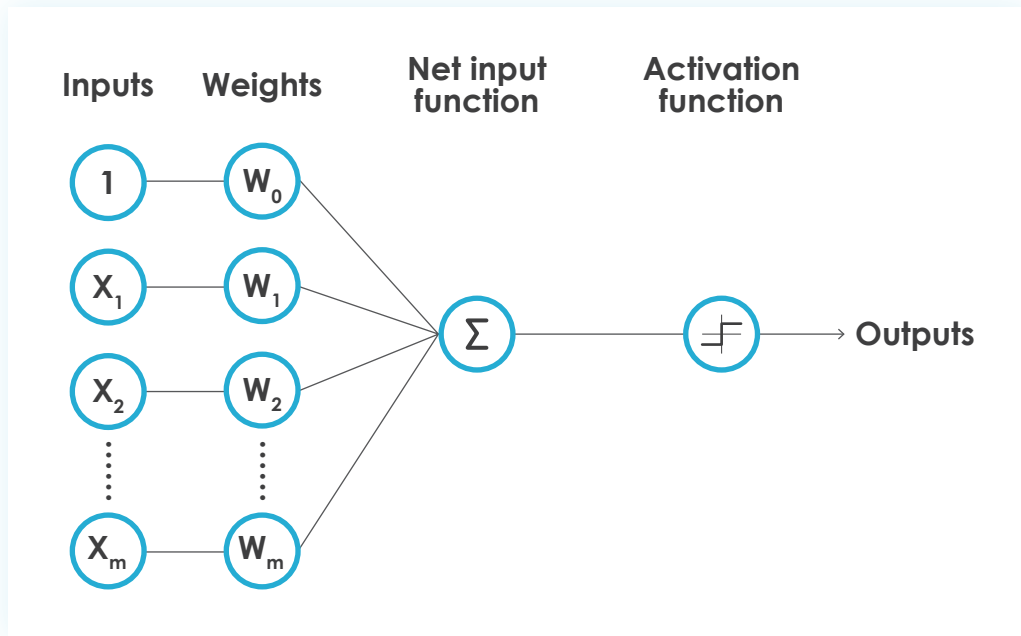 Inputs
Weights
Net input
function
Activation
function
1
W₀
X₁
W₁
X₂
W₂
Xₘ
Wₘ
Σ
Outputs